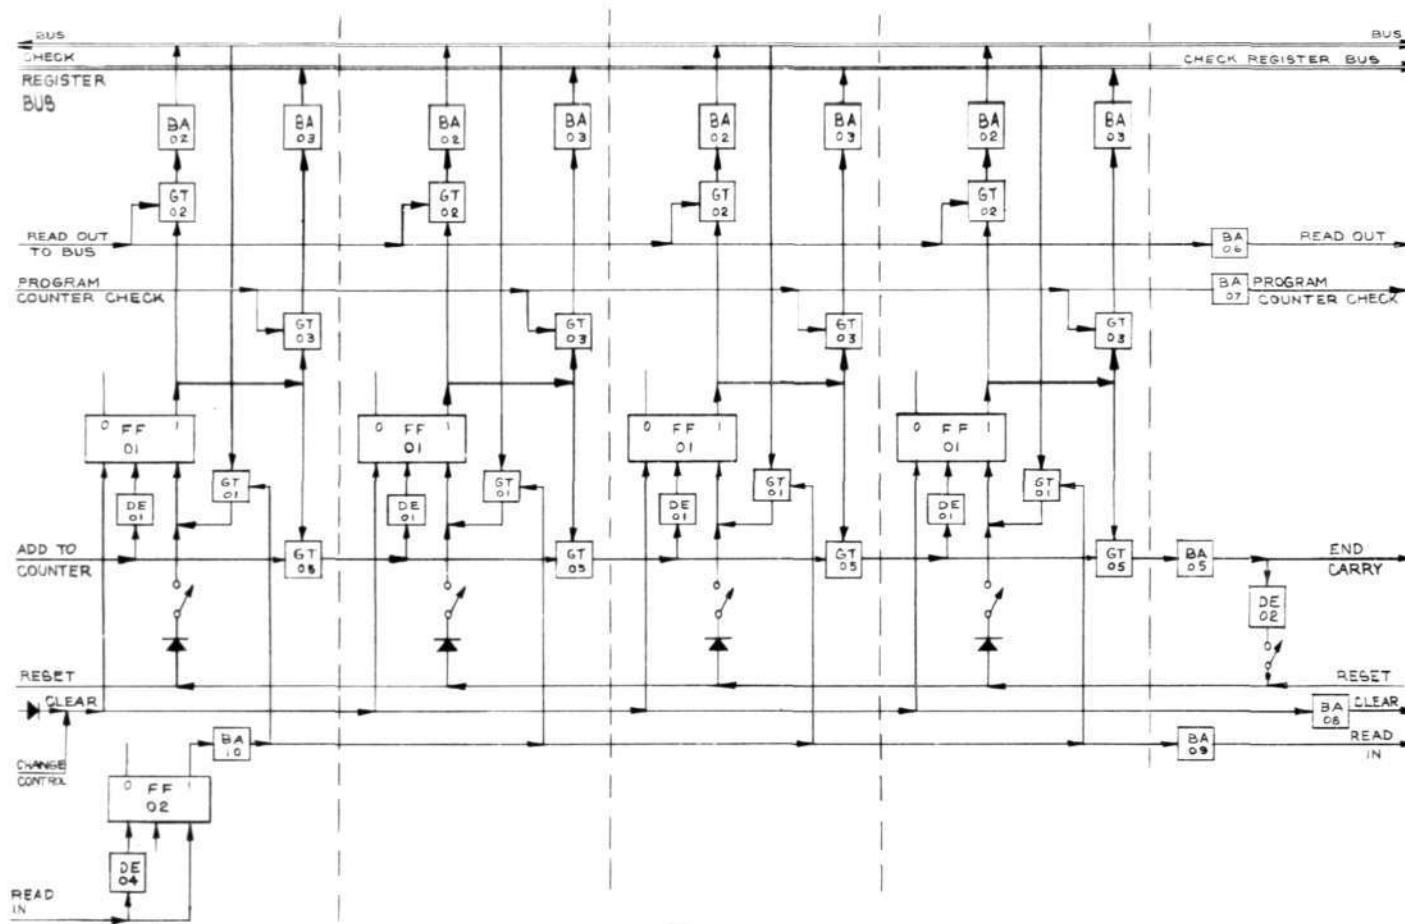 BUS
BUS
CHECK
REGISTER
BUS
CHECK REGISTER BUS
BA
02
BA
03
BA
02
BA
03
BA
02
BA
03
BA
02
BA
03
GT
02
GT
02
GT
02
GT
02
READ OUT
TO BUS
BA
06
READ OUT
PROGRAM
COUNTER CHECK
BA
07
PROGRAM
COUNTER CHECK
GT
03
GT
03
GT
03
GT
03
0 FF 1
01
0 FF 1
01
0 FF 1
01
0 FF 1
01
GT
01
GT
01
GT
01
GT
01
DE
01
DE
01
DE
01
DE
01
ADD TO
COUNTER
GT
05
GT
05
GT
05
GT
05
BA
05
END
CARRY
DE
02
RESET
RESET
CLEAR
BA
08
CLEAR
CHANGE
CONTROL
BA
10
BA
09
READ
IN
0 FF 1
02
DE
04
READ
IN